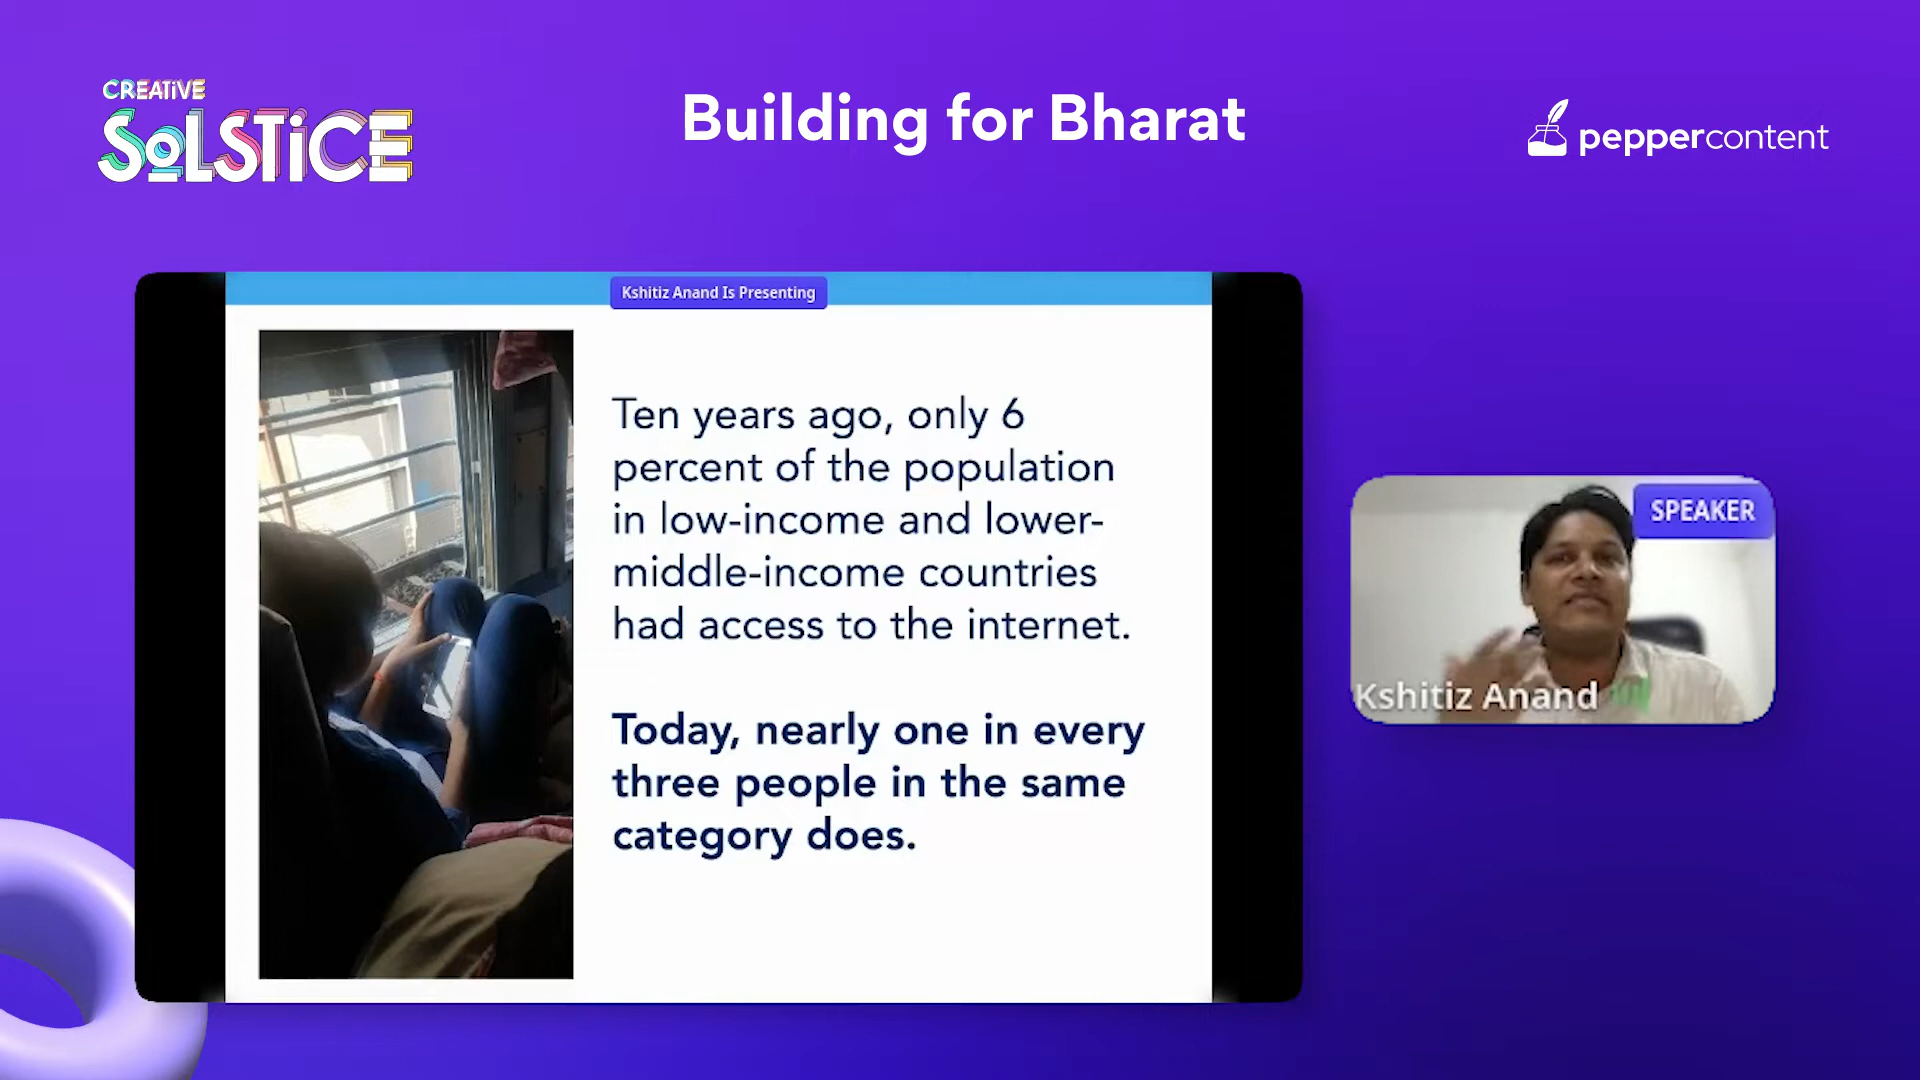 CREATIVE
SOLSTICE
Building for Bharat
peppercontent
Kshitiz Anand Is Presenting
Ten years ago, only 6
percent of the population
in low-income and lower-
middle-income countries
had access to the internet.
Today, nearly one in every
three people in the same
category does.
SPEAKER
Kshitiz Anand